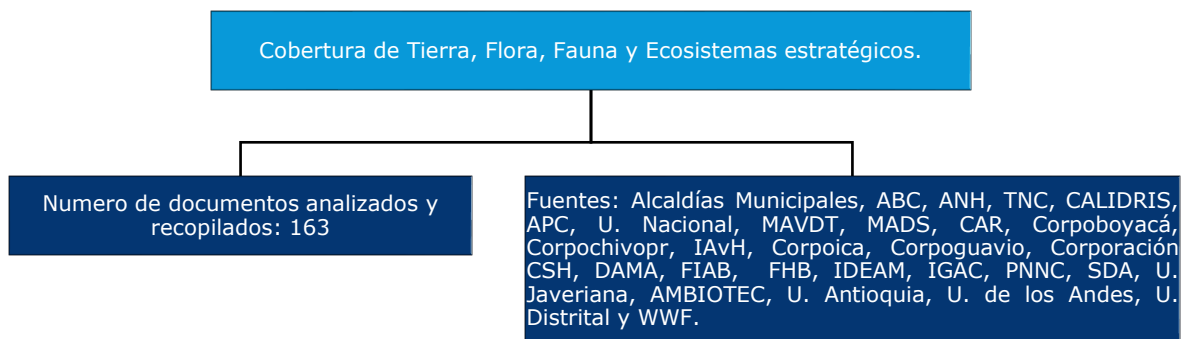 Cobertura de Tierra, Flora, Fauna y Ecosistemas estratégicos.
Numero de documentos analizados y
recopilados: 163
Fuentes: Alcaldías Municipales, ABC, ANH, TNC, CALIDRIS,
APC, U. Nacional, MAVDT, MADS, CAR, Corpoboyacá,
Corpochivopr, IAvH, Corpoica, Corpoguavio, Corporación
CSH, DAMA, FIAB, FHB, IDEAM, IGAC, PNNC, SDA, U.
Javeriana, AMBIOTEC, U. Antioquia, U. de los Andes, U.
Distrital y WWF.